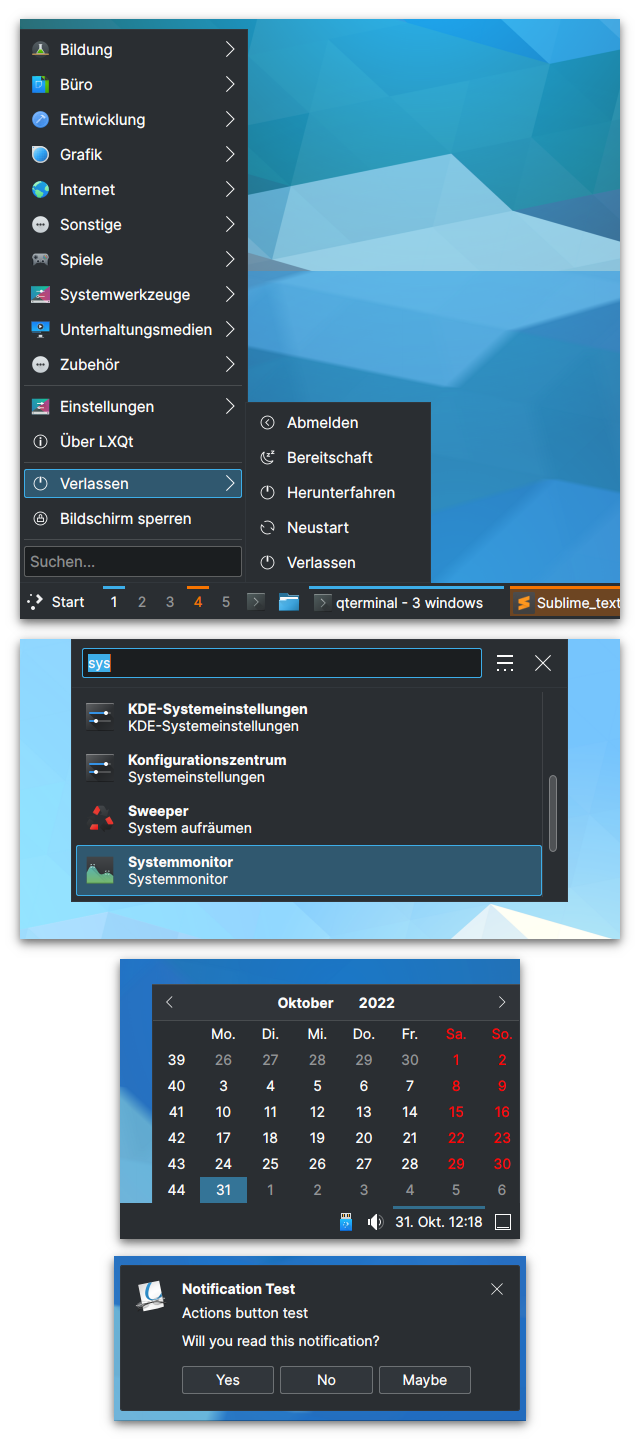 Bildung
Büro
Entwicklung
Grafik
Internet
Sonstige
Spiele
Systemwerkzeuge
Unterhaltungsmedien
Zubehör
Einstellungen
Über LXQt
Verlassen
Bildschirm sperren
Suchen...
Abmelden
Bereitschaft
Herunterfahren
Neustart
Verlassen
Start 1 2 3 4 5 qterminal - 3 windows Sublime_text
sys
KDE-Systemeinstellungen
KDE-Systemeinstellungen
Konfigurationszentrum
Systemeinstellungen
Sweeper
System aufräumen
Systemmonitor
Systemmonitor
Oktober 2022
Mo. Di. Mi. Do. Fr. Sa. So.
39 26 27 28 29 30 1 2
40 3 4 5 6 7 8 9
41 10 11 12 13 14 15 16
42 17 18 19 20 21 22 23
43 24 25 26 27 28 29 30
44 31 1 2 3 4 5 6
31. Okt. 12:18
Notification Test
Actions button test
Will you read this notification?
Yes No Maybe